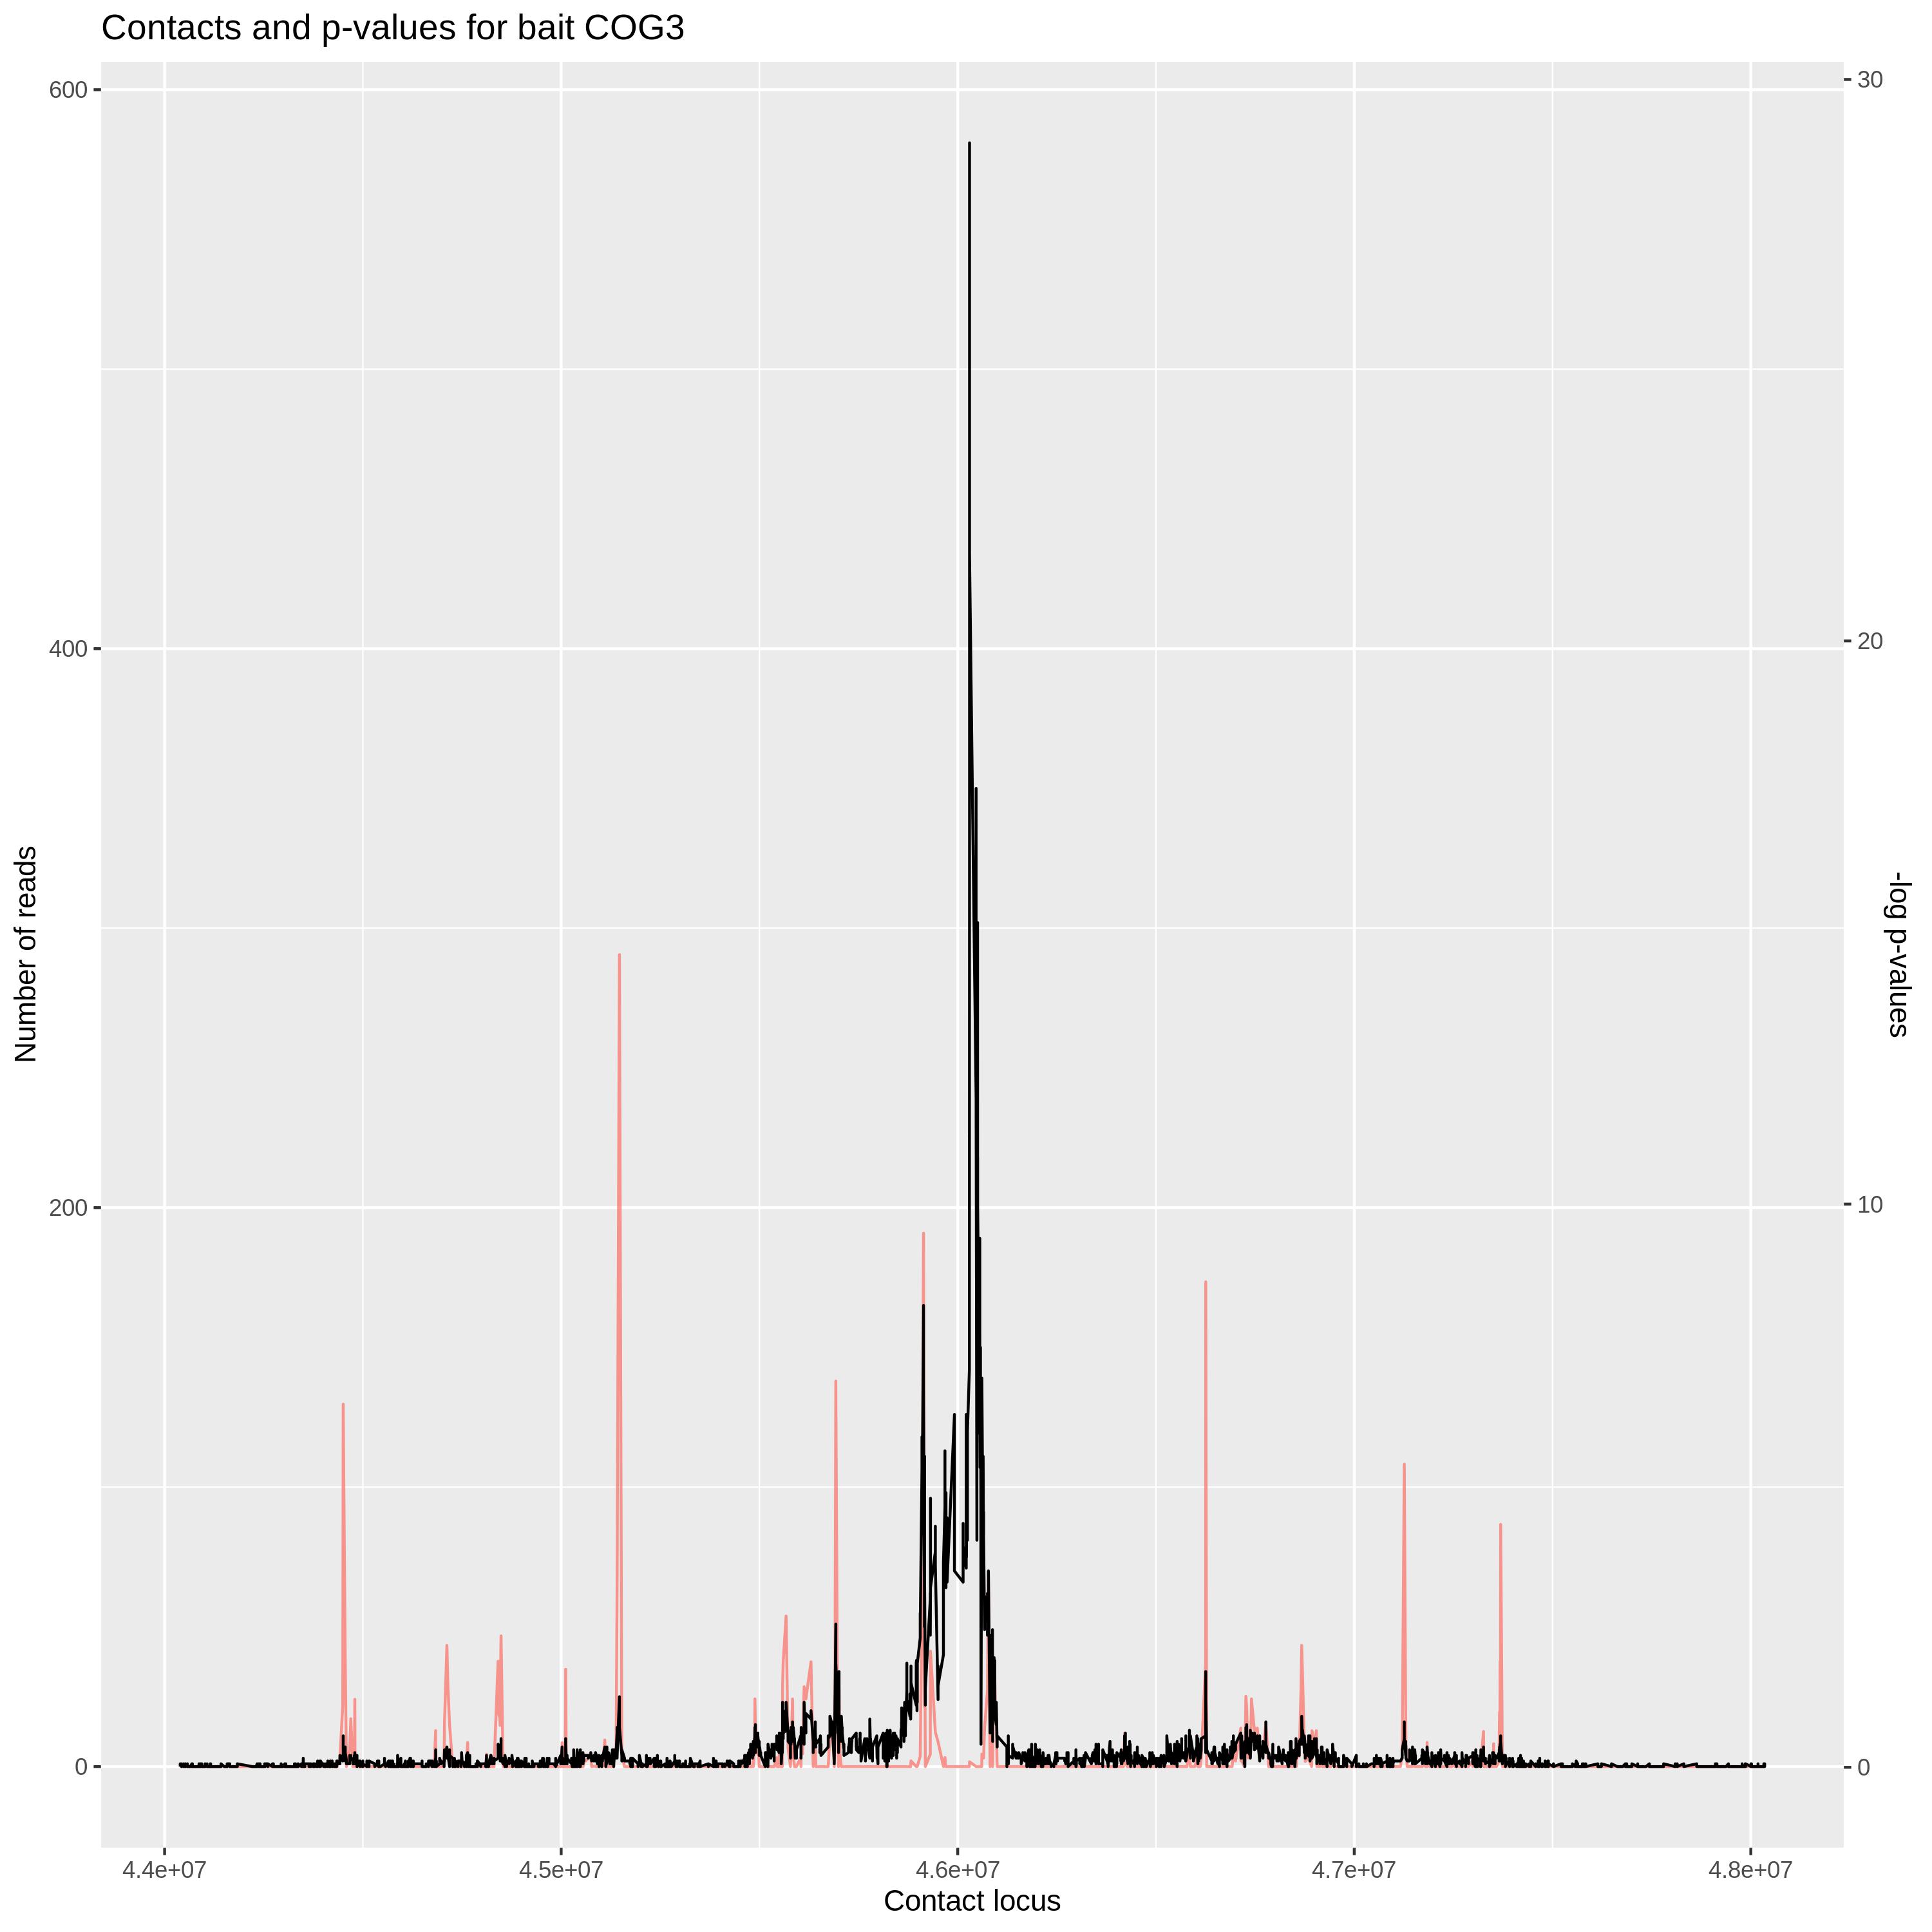 Contacts and p-values for bait COG3
600
400
200
0
Number of reads
30
20
10
0
-log p-values
4.4e+07
4.5e+07
4.6e+07
4.7e+07
4.8e+07
Contact locus